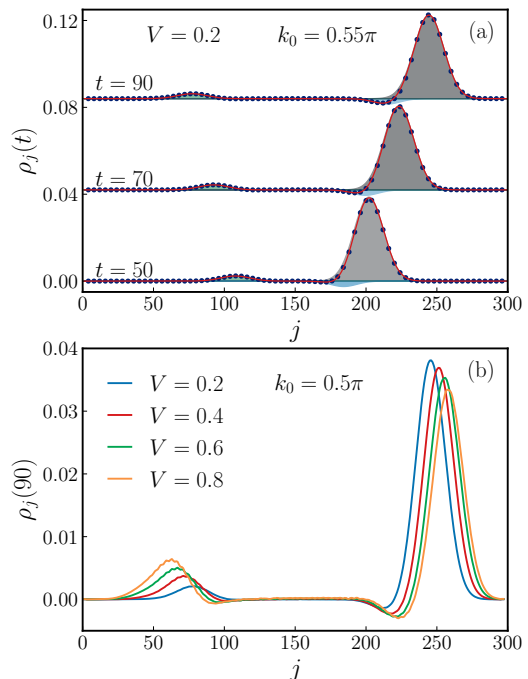 0.12
V = 0.2
k₀ = 0.55π
(a)
t = 90
0.08
ρⱼ(t)
t = 70
0.04
t = 50
0.00
0 50 100 150 200 250 300
j
0.04
(b)
V = 0.2
k₀ = 0.5π
V = 0.4
0.03
V = 0.6
V = 0.8
0.02
ρⱼ(90)
0.01
0.00
0 50 100 150 200 250 300
j